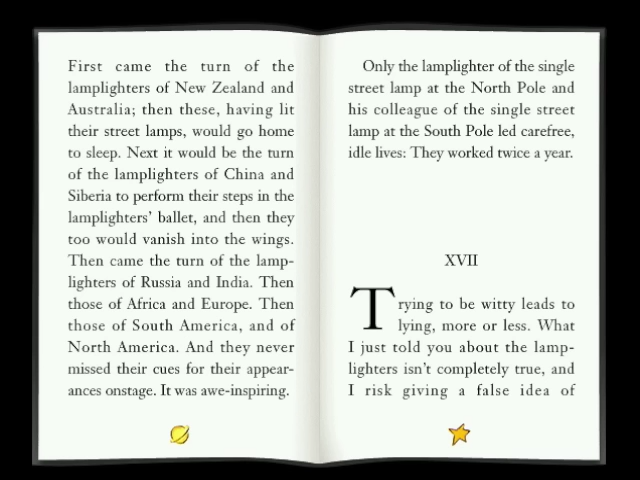 First came the turn of the
lamplighters of New Zealand and
Australia; then these, having lit
their street lamps, would go home
to sleep. Next it would be the turn
of the lamplighters of China and
Siberia to perform their steps in the
lamplighters' ballet, and then they
too would vanish into the wings.
Then came the turn of the lamp-
lighters of Russia and India. Then
those of Africa and Europe. Then
those of South America, and of
North America. And they never
missed their cues for their appear-
ances onstage. It was awe-inspiring.
Only the lamplighter of the single
street lamp at the North Pole and
his colleague of the single street
lamp at the South Pole led carefree,
idle lives: They worked twice a year.
XVII
Trying to be witty leads to
lying, more or less. What
I just told you about the lamp-
lighters isn't completely true, and
I risk giving a false idea of